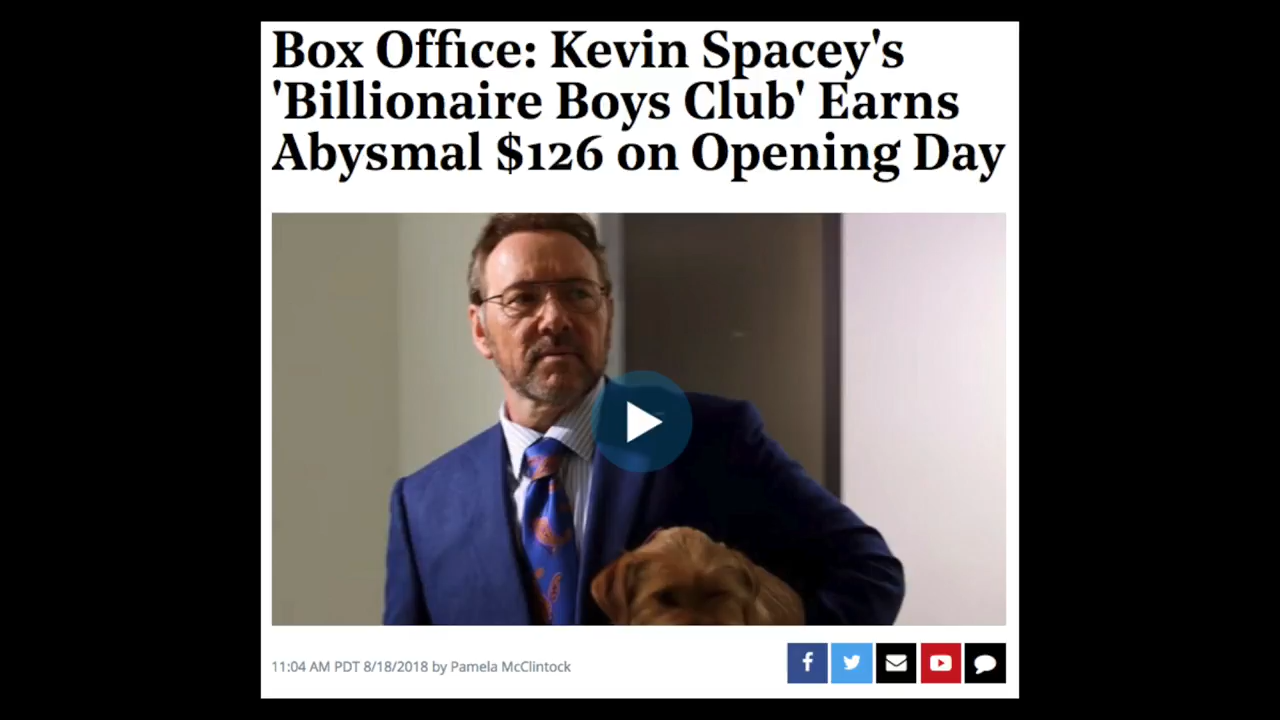 Box Office: Kevin Spacey's
'Billionaire Boys Club' Earns
Abysmal $126 on Opening Day
11:04 AM PDT 8/18/2018 by Pamela McClintock